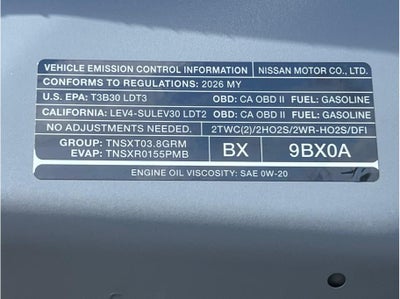 VEHICLE EMISSION CONTROL INFORMATION NISSAN MOTOR CO., LTD.
CONFORMS TO REGULATIONS: 2026 MY
U.S. EPA: T3B30 LDT3 OBD: CA OBD II FUEL: GASOLINE
CALIFORNIA: LEV4-SULEV30 LDT2 OBD: CA OBD II FUEL: GASOLINE
NO ADJUSTMENTS NEEDED. 2TWC(2)/2HO2S/2WR-HO2S/DFI
GROUP: TNSXT03.8GRM
EVAP: TNSXR0155PMB
BX 9BX0A
ENGINE OIL VISCOSITY: SAE 0W-20